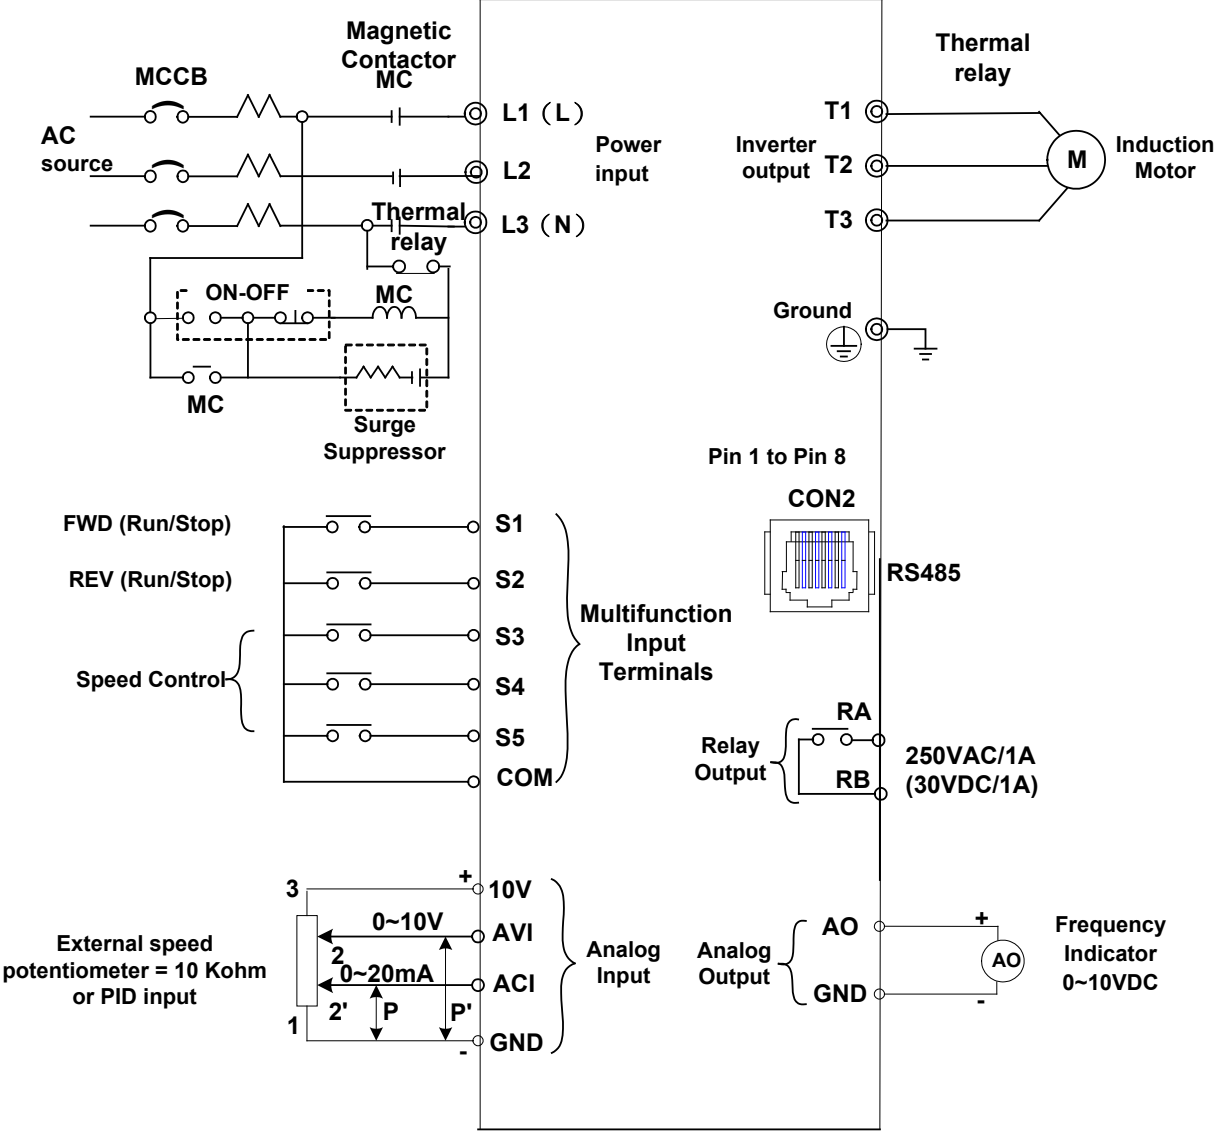 Magnetic
Contactor
MC
MCCB
AC
source
L1 (L)
L2
L3 (N)
Power
input
Thermal
relay
ON-OFF
MC
MC
Surge
Suppressor
Thermal
relay
T1
T2
T3
Inverter
output
M
Induction
Motor
Ground
Pin 1 to Pin 8
CON2
RS485
FWD (Run/Stop)
REV (Run/Stop)
Speed Control
S1
S2
S3
S4
S5
COM
Multifunction
Input
Terminals
Relay
Output
RA
RB
250VAC/1A
(30VDC/1A)
External speed
potentiometer = 10 Kohm
or PID input
3
2
2'
1
+
10V
0~10V
AVI
0~20mA
ACI
P
P'
-
GND
Analog
Input
Analog
Output
AO
GND
+
AO
-
Frequency
Indicator
0~10VDC